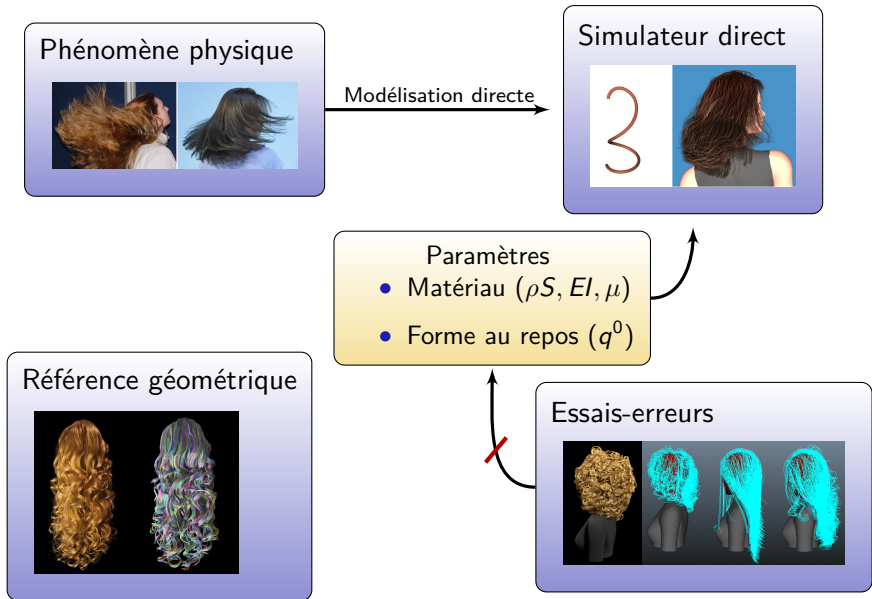 Phénomène physique
Modélisation directe
Simulateur direct
Paramètres
• Matériau (ρS, EI, μ)
• Forme au repos (q⁰)
Référence géométrique
Essais-erreurs